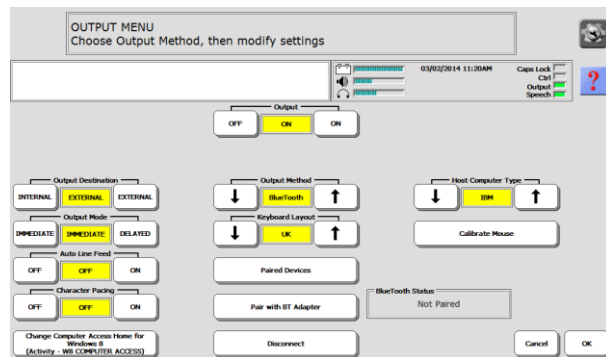 OUTPUT MENU
Choose Output Method, then modify settings
03/02/2014 11:20AM
Caps Lock
Ctrl
Output
Speech
?
Output
OFF ON ON
Output Destination
INTERNAL EXTERNAL EXTERNAL
Output Method
BlueTooth
Host Computer Type
IBM
Output Mode
IMMEDIATE IMMEDIATE DELAYED
Keyboard Layout
UK
Calibrate Mouse
Auto Line Feed
OFF OFF ON
Paired Devices
Character Pacing
OFF OFF ON
Pair with BT Adapter
BlueTooth Status
Not Paired
Change Computer Access Home for
Windows 8
(Activity - W8 COMPUTER ACCESS)
Disconnect
Cancel
OK